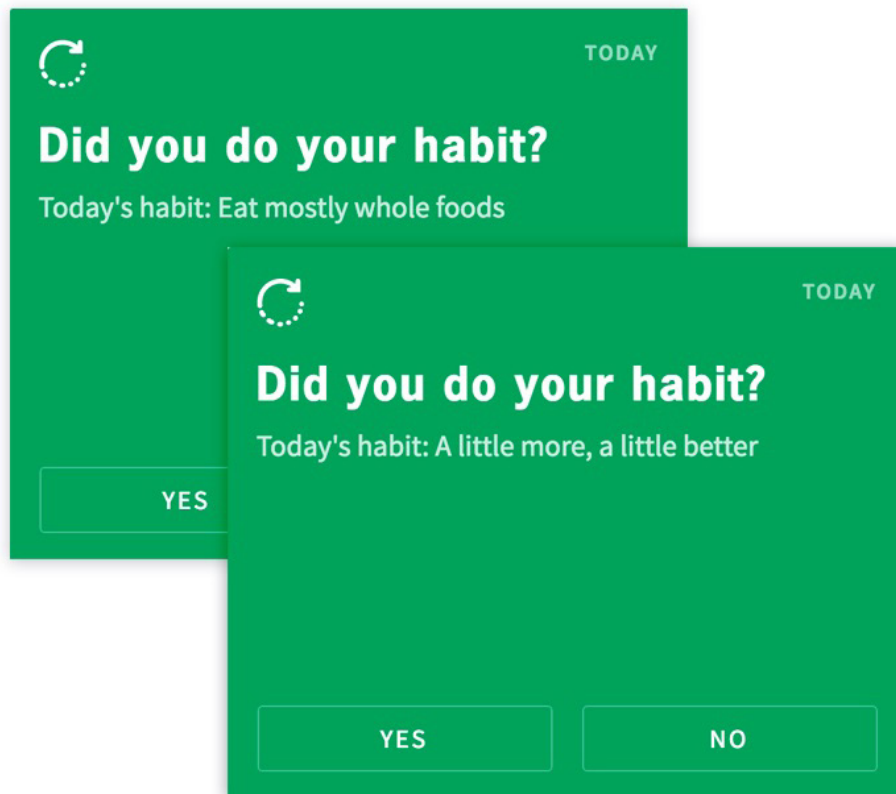 TODAY
Did you do your habit?
Today's habit: Eat mostly whole foods
YES
TODAY
Did you do your habit?
Today's habit: A little more, a little better
YES
NO